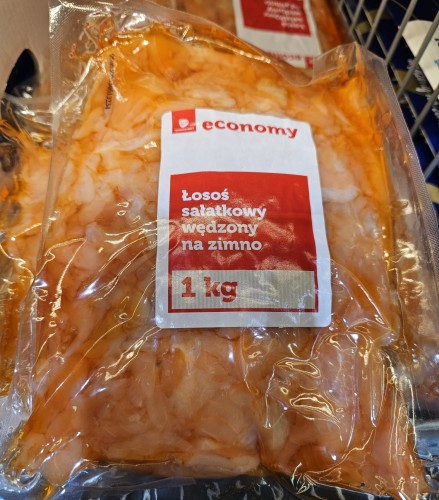 economy
Łosoś
sałatkowy
wędzony
na zimno
1 kg